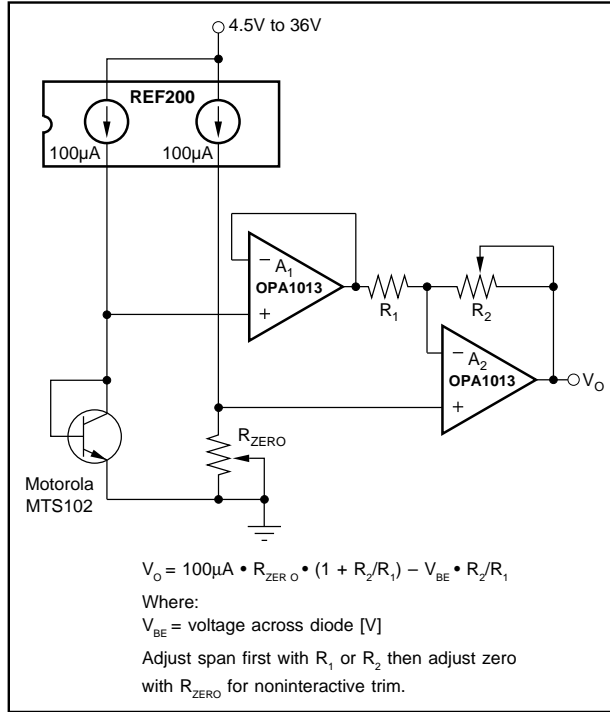 4.5V to 36V
REF200
100µA
100µA
− A1
OPA1013
+
R1
R2
− A2
OPA1013
+
VO
RZERO
Motorola
MTS102
VO = 100µA • RZER O • (1 + R2/R1) – VBE • R2/R1
Where:
VBE = voltage across diode [V]
Adjust span first with R1 or R2 then adjust zero
with RZERO for noninteractive trim.